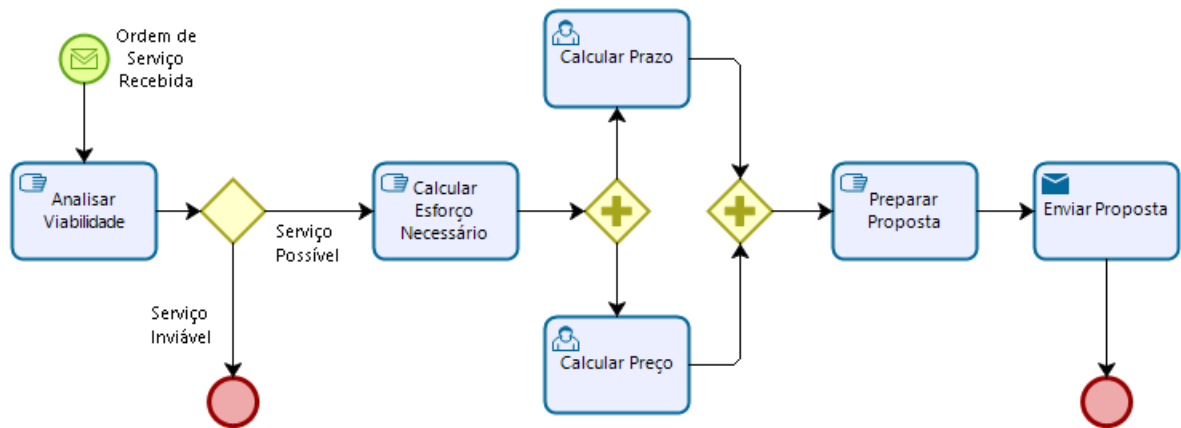 Ordem de
Serviço
Recebida
Calcular Prazo
Analisar
Viabilidade
Serviço
Possível
Calcular
Esforço
Necessário
Preparar
Proposta
Enviar Proposta
Serviço
Inviável
Calcular Preço